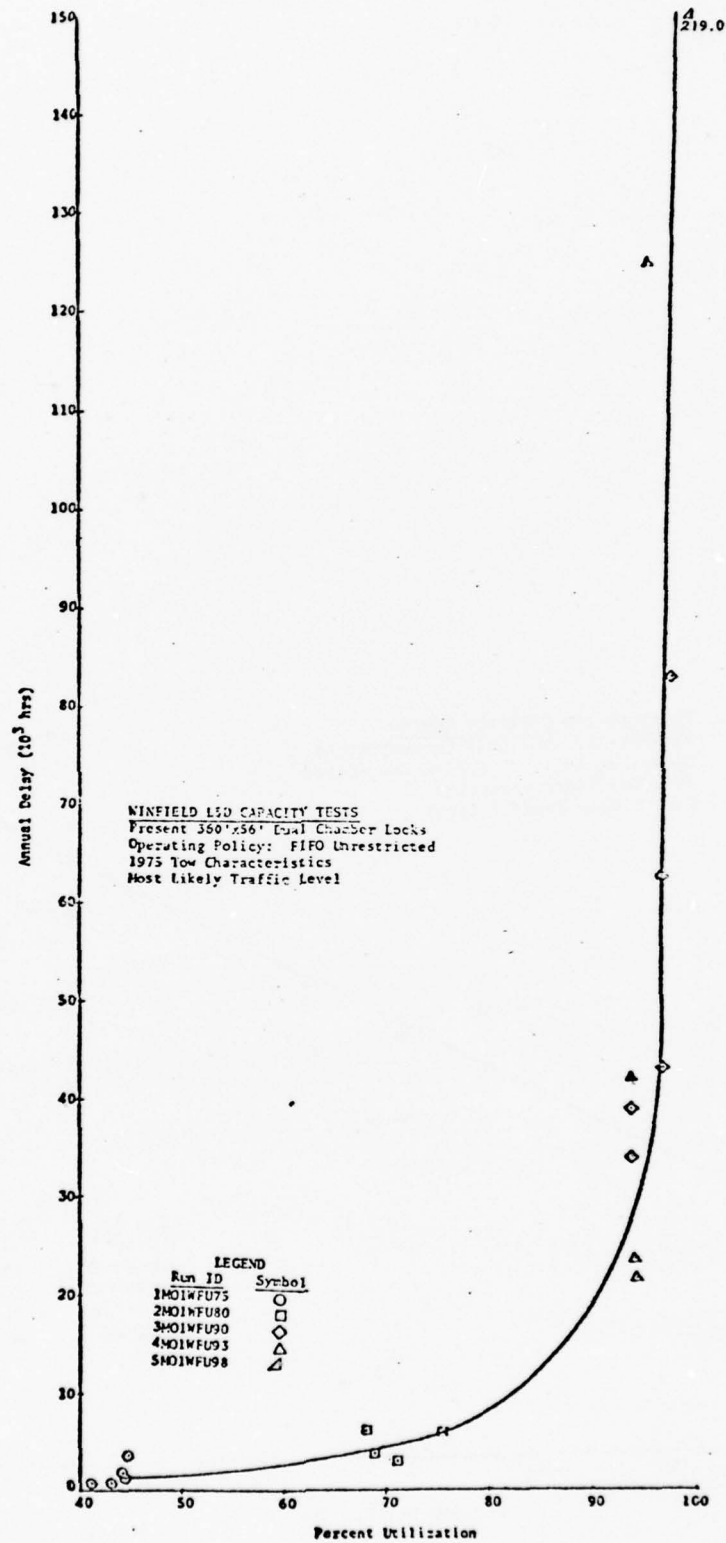 150
219.0
140
130
120
110
100
90
80
70
60
50
40
30
20
10
0
Annual Delay (10³ hrs)
WINFIELD L&D CAPACITY TESTS
Present 360'x56' Dual Chamber Locks
Operating Policy: FIFO Unrestricted
1975 Tow Characteristics
Most Likely Traffic Level
LEGEND
Run ID Symbol
1MO1WFU75
2MO1WFU80
3MO1WFU90
4MO1WFU93
5MO1WFU98
40 50 60 70 80 90 100
Percent Utilization